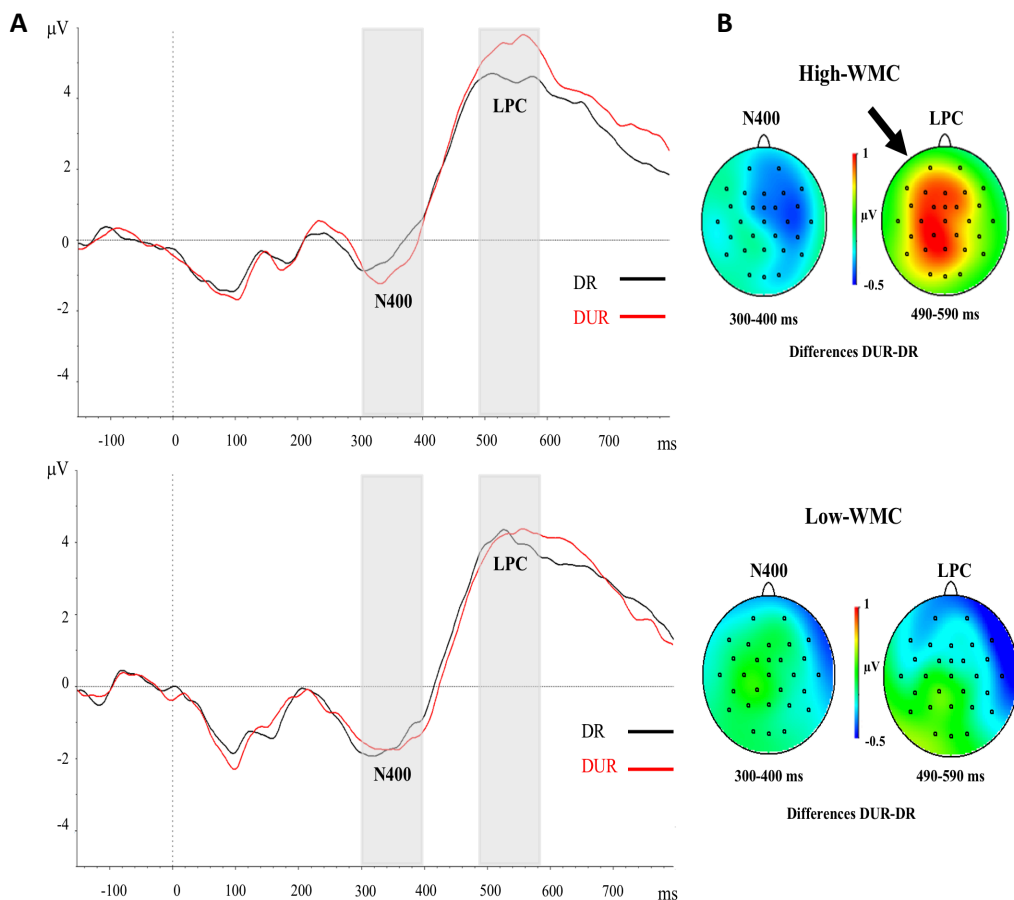 A
B
μV
4
2
0
-2
-4
LPC
N400
DR
DUR
-100 0 100 200 300 400 500 600 700 ms
High-WMC
N400 LPC
1
μV
-0.5
300-400 ms 490-590 ms
Differences DUR-DR
μV
4
2
0
-2
-4
LPC
N400
DR
DUR
-100 0 100 200 300 400 500 600 700 ms
Low-WMC
N400 LPC
1
μV
-0.5
300-400 ms 490-590 ms
Differences DUR-DR